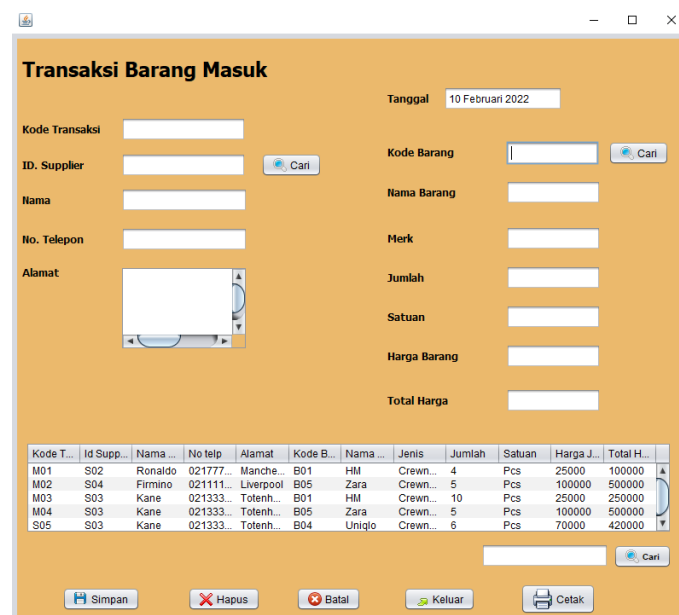 Transaksi Barang Masuk
Tanggal 10 Februari 2022
Kode Transaksi
ID. Supplier Cari
Nama
No. Telepon
Alamat
Kode Barang Cari
Nama Barang
Merk
Jumlah
Satuan
Harga Barang
Total Harga
Kode T... Id Supp... Nama ... No telp Alamat Kode B... Nama ... Jenis Jumlah Satuan Harga J... Total H...
M01 S02 Ronaldo 021777... Manche... B01 HM Crewn... 4 Pcs 25000 100000
M02 S04 Firmino 021111... Liverpool B05 Zara Crewn... 5 Pcs 100000 500000
M03 S03 Kane 021333... Totenh... B01 HM Crewn... 10 Pcs 25000 250000
M04 S03 Kane 021333... Totenh... B05 Zara Crewn... 5 Pcs 100000 500000
S05 S03 Kane 021333... Totenh... B04 Uniqlo Crewn... 6 Pcs 70000 420000
Cari
Simpan Hapus Batal Keluar Cetak